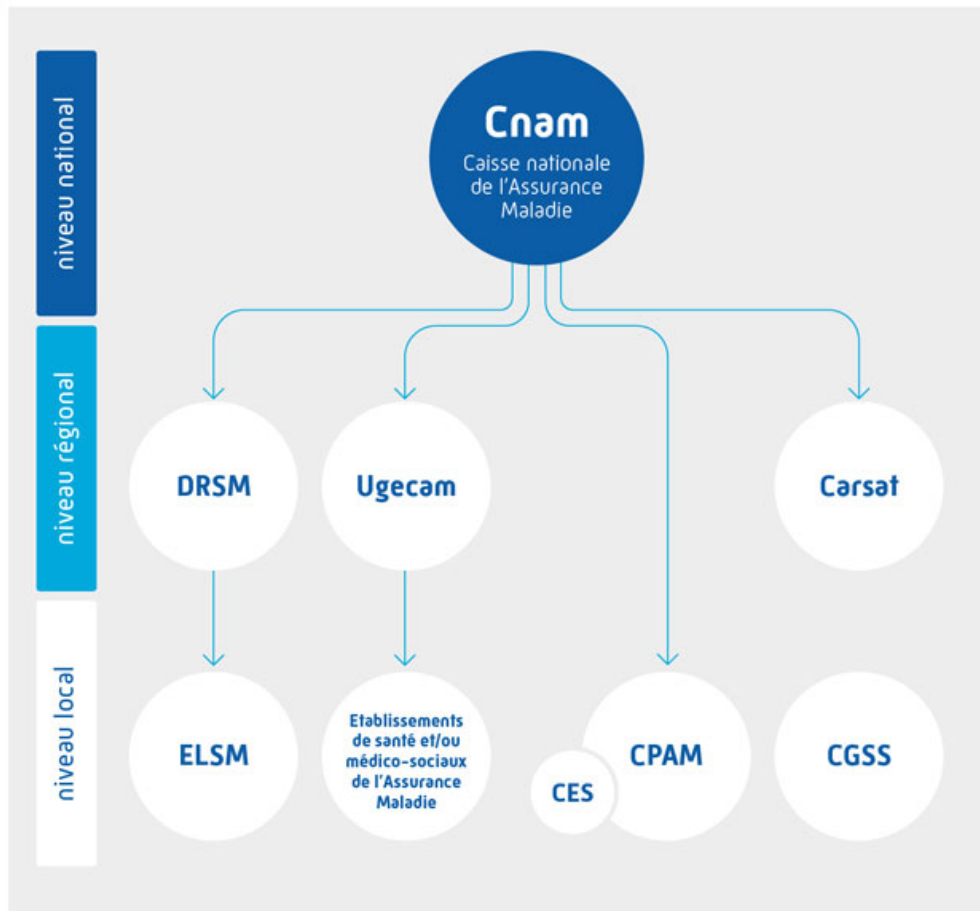 niveau national
Cnam
Caisse nationale
de l'Assurance
Maladie
niveau régional
DRSM
Ugecam
Carsat
niveau local
ELSM
Etablissements
de santé et/ou
médico-sociaux
de l'Assurance
Maladie
CES
CPAM
CGSS